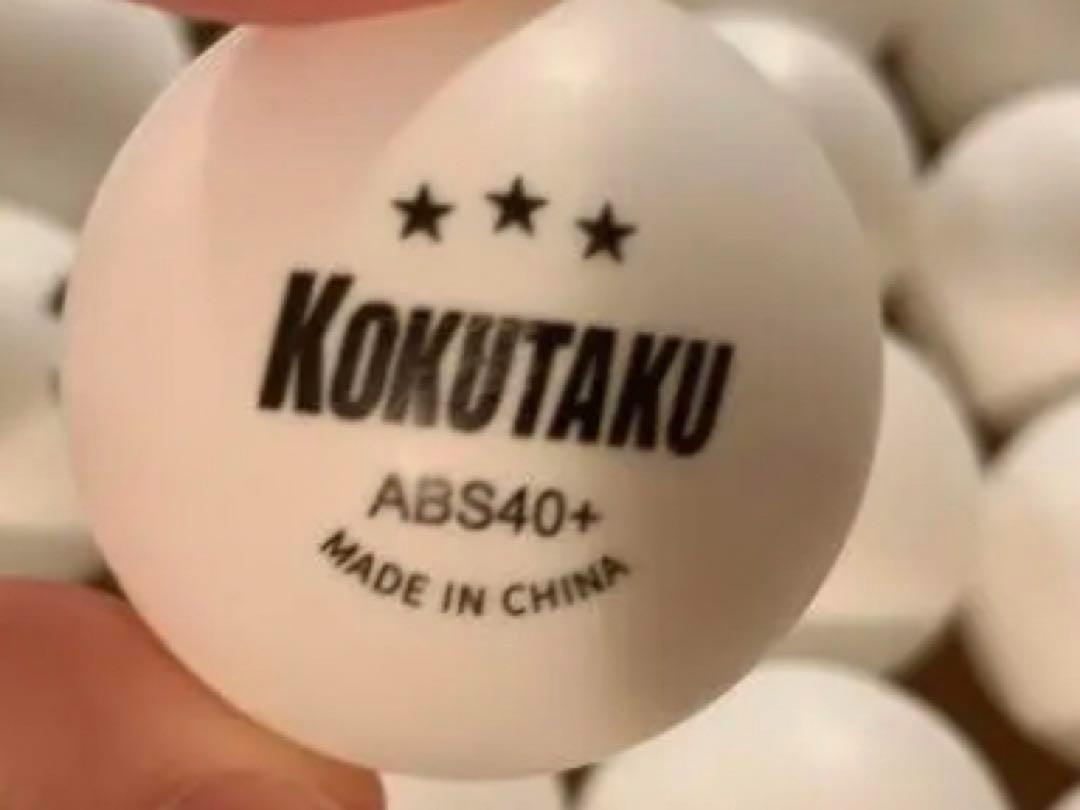 ★★★
KOKUTAKU
ABS40+
MADE IN CHINA